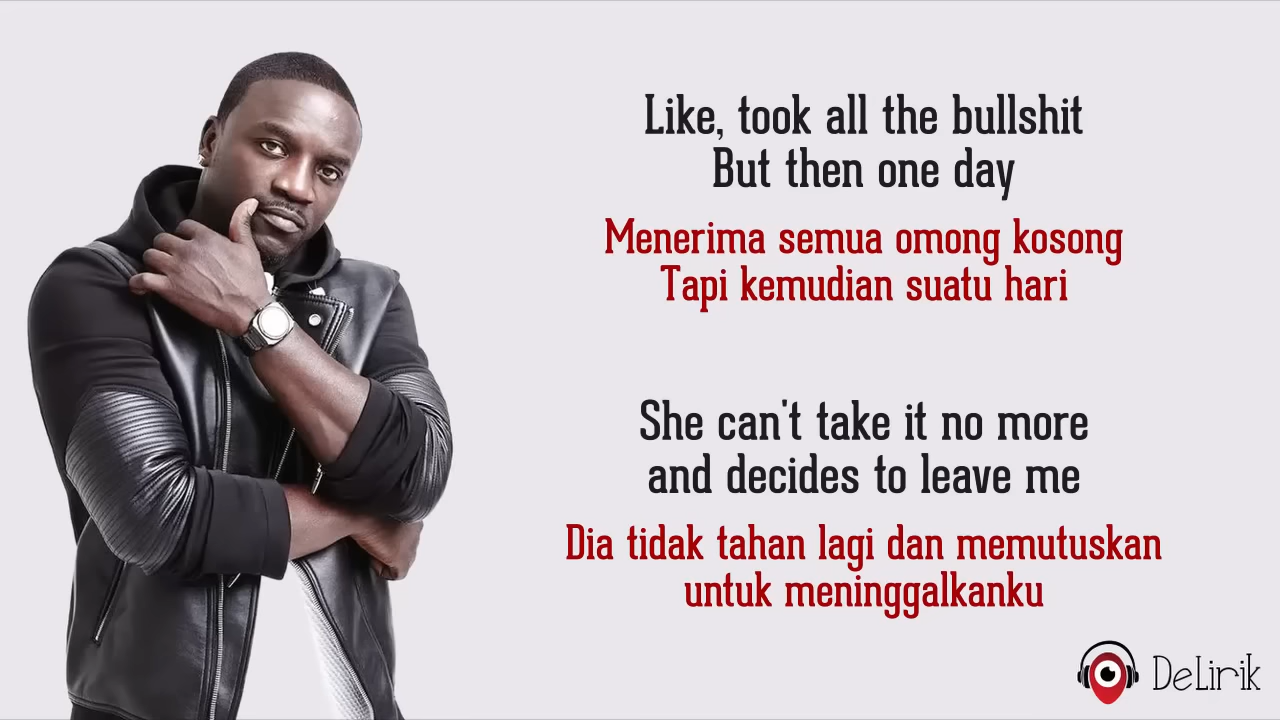 Like, took all the bullshit
But then one day
Menerima semua omong kosong
Tapi kemudian suatu hari
She can't take it no more
and decides to leave me
Dia tidak tahan lagi dan memutuskan
untuk meninggalkanku
DeLirik